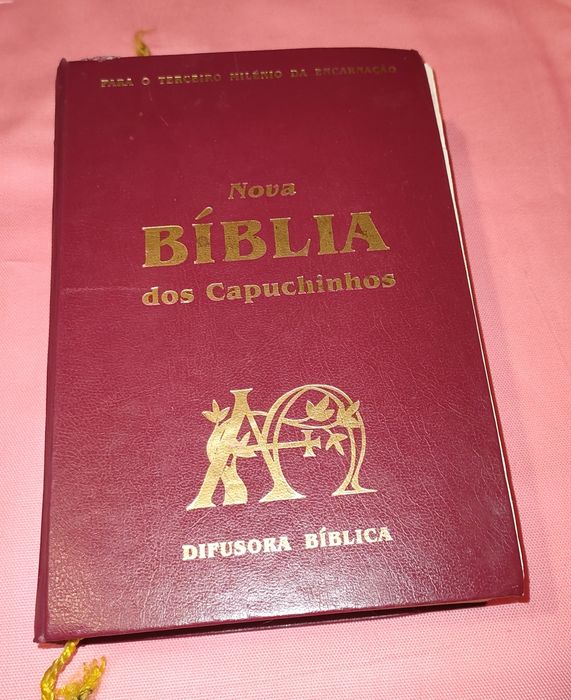 PARA O TERCEIRO MILÉNIO DA ENCARNAÇÃO
Nova
BÍBLIA
dos Capuchinhos
DIFUSORA BÍBLICA